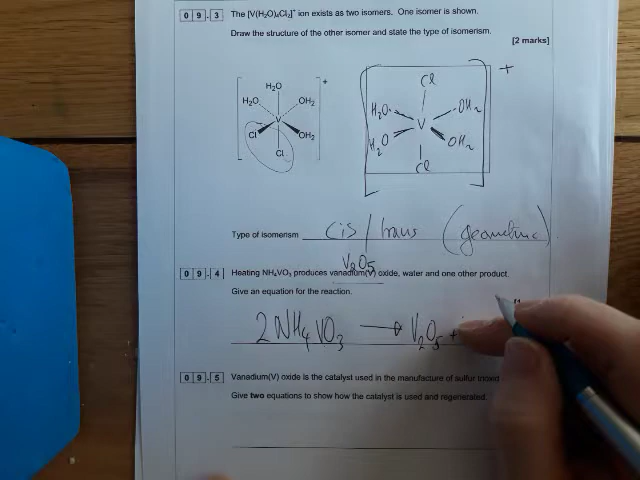 0 9 . 3 The [V(H₂O)₄Cl₂]⁺ ion exists as two isomers. One isomer is shown.
Draw the structure of the other isomer and state the type of isomerism.
[2 marks]
H₂O
H₂O OH₂
V
Cl OH₂
Cl
+
Cl
H₂O OH₂
V
H₂O OH₂
Cl
+
Type of isomerism cis/trans (geometric)
V₂O₅
0 9 . 4 Heating NH₄VO₃ produces vanadium(V) oxide, water and one other product.
Give an equation for the reaction.
2NH₄VO₃ → V₂O₅ +
0 9 . 5 Vanadium(V) oxide is the catalyst used in the manufacture of sulfur
Give two equations to show how the catalyst is used and regenerated.